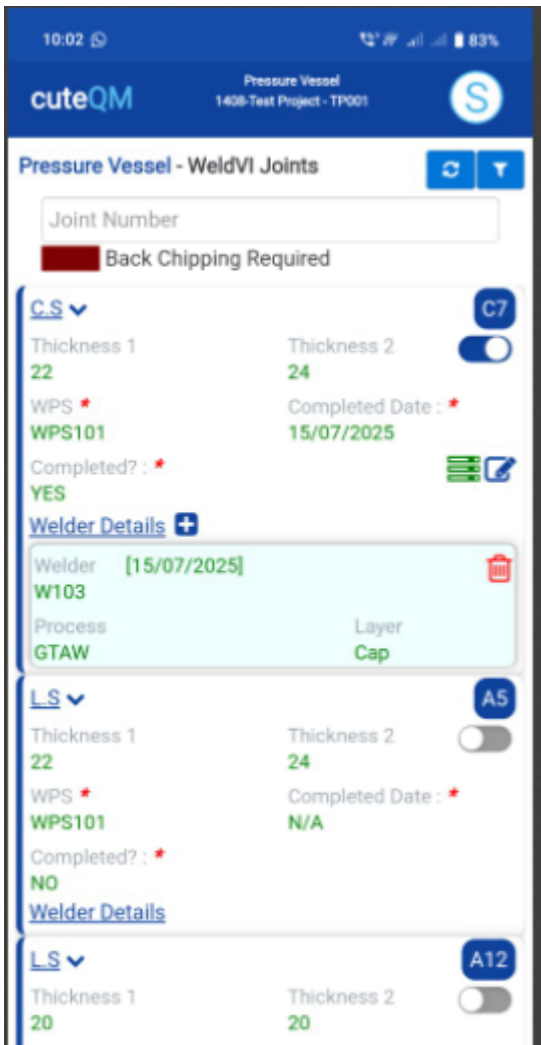 10:02 83%
cuteQM
Pressure Vessel
1408-Test Project - TP001
S
Pressure Vessel - WeldVI Joints
Joint Number
Back Chipping Required
C.S C7
Thickness 1 Thickness 2
22 24
WPS * Completed Date : *
WPS101 15/07/2025
Completed? : *
YES
Welder Details
Welder [15/07/2025]
W103
Process Layer
GTAW Cap
L.S A5
Thickness 1 Thickness 2
22 24
WPS * Completed Date : *
WPS101 N/A
Completed? : *
NO
Welder Details
L.S A12
Thickness 1 Thickness 2
20 20